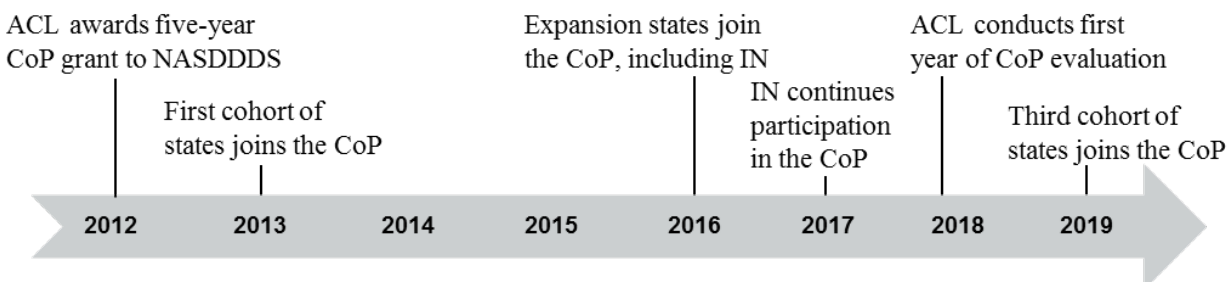 ACL awards five-year
CoP grant to NASDDDS
First cohort of
states joins the CoP
Expansion states join
the CoP, including IN
IN continues
participation
in the CoP
ACL conducts first
year of CoP evaluation
Third cohort of
states joins the CoP
2012 2013 2014 2015 2016 2017 2018 2019